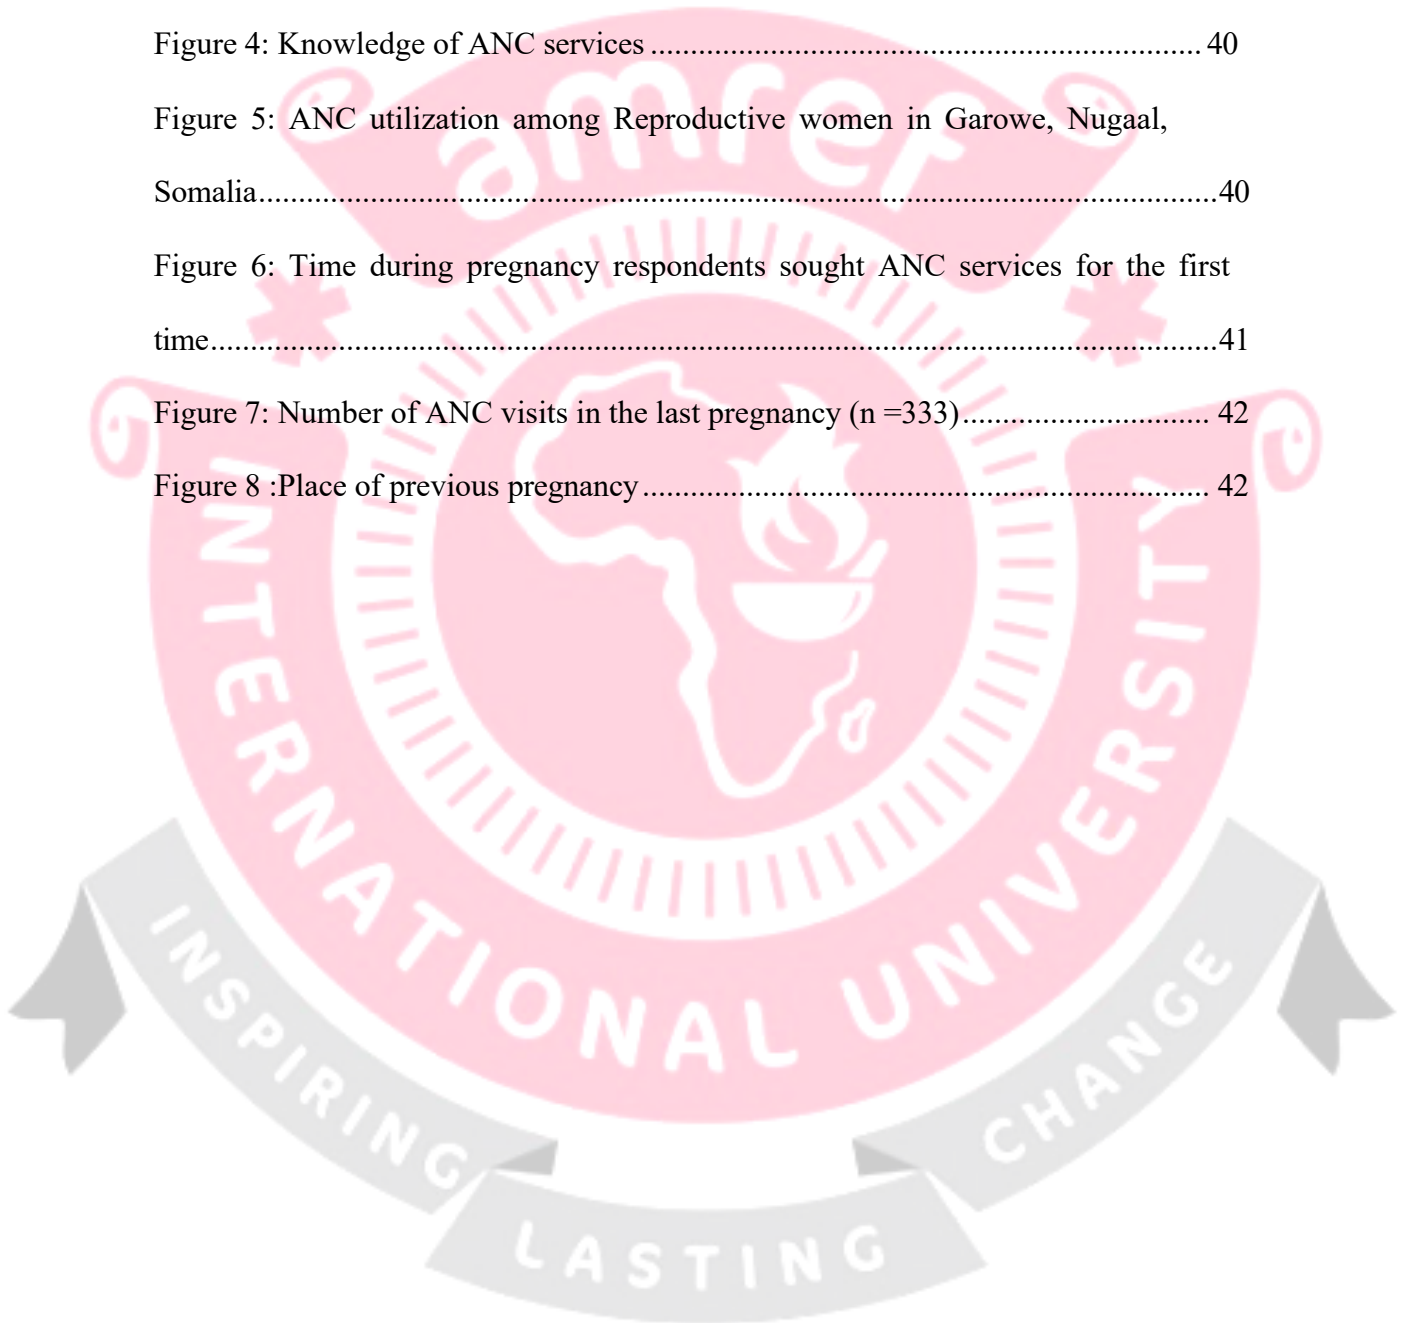 Figure 4: Knowledge of ANC services .................................................................... 40
Figure 5: ANC utilization among Reproductive women in Garowe, Nugaal,
Somalia.......................................................................................................................40
Figure 6: Time during pregnancy respondents sought ANC services for the first
time.............................................................................................................................41
Figure 7: Number of ANC visits in the last pregnancy (n =333)............................... 42
Figure 8 :Place of previous pregnancy...................................................................... 42
amref
INTERNATIONAL UNIVERSITY
INSPIRING
LASTING
CHANGE